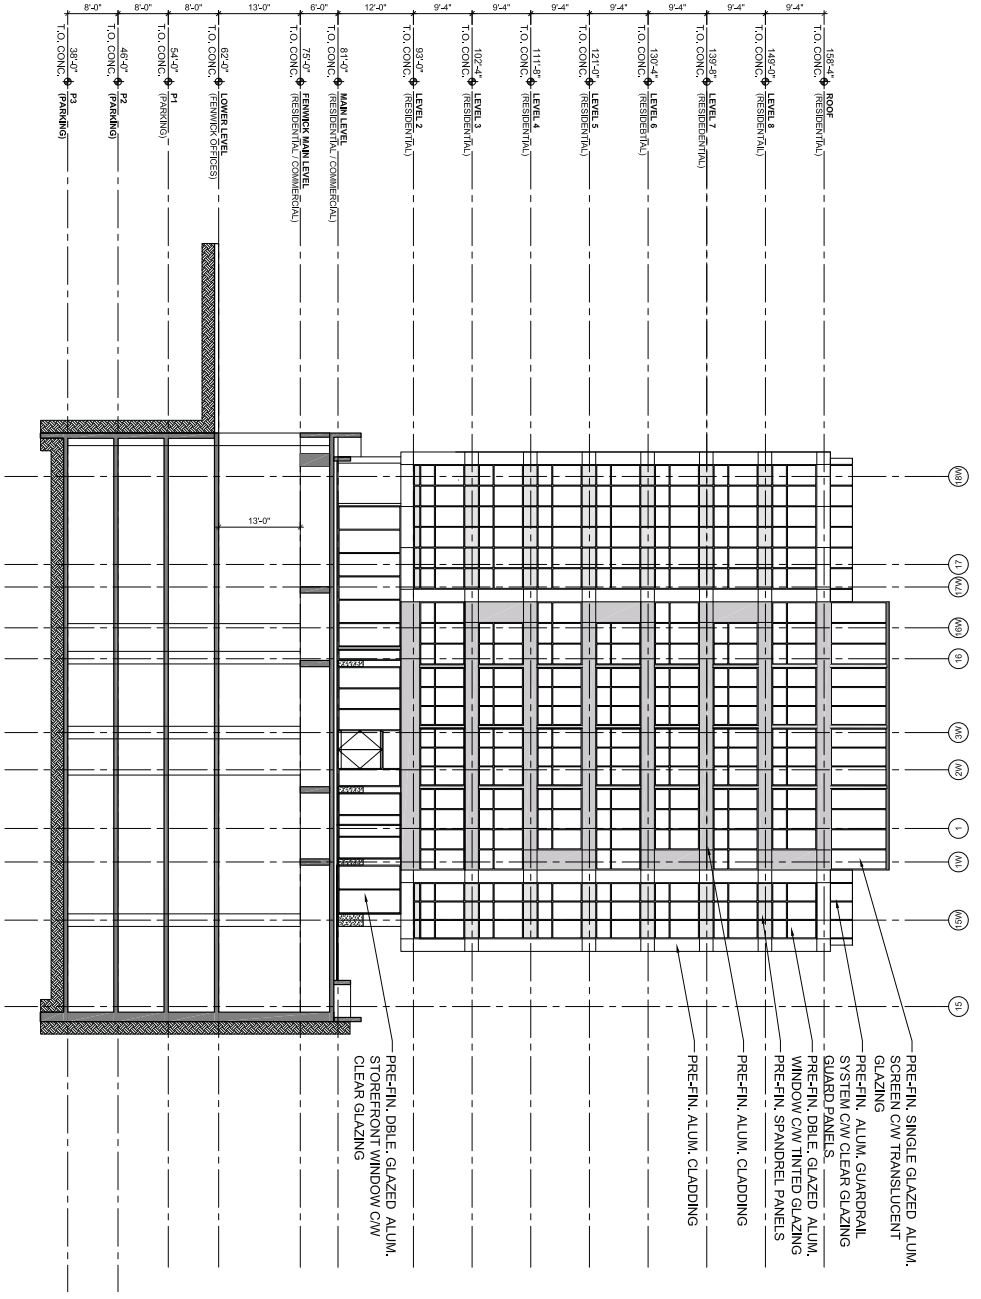 18W
17
17W
16W
16
3W
2W
1
1W
15W
15
158'-4"
T.O. CONC.
ROOF
9'-4"
149'-0"
T.O. CONC.
LEVEL 8
(RESIDENTAIL)
9'-4"
139'-8"
T.O. CONC.
LEVEL 7
(RESIDEDENTIAL)
9'-4"
130'-4"
T.O. CONC.
LEVEL 6
(RESIDEBTIAL)
9'-4"
121'-0"
T.O. CONC.
LEVEL 5
(RESIDENTIAL)
9'-4"
111'-8"
T.O. CONC.
LEVEL 4
(RESIDENTIAL)
9'-4"
102'-4"
T.O. CONC.
LEVEL 3
(RESIDENTIAL)
9'-4"
93'-0"
T.O. CONC.
LEVEL 2
(RESIDENTIAL)
12'-0"
81'-0"
T.O. CONC.
MAIN LEVEL
(RESIDENTIAL / COMMERCIAL)
6'-0"
75'-0"
T.O. CONC.
FENWICK MAIN LEVEL
(RESIDENTIAL / COMMERCIAL)
13'-0"
62'-0"
T.O. CONC.
LOWER LEVEL
(FENWICK OFFICES)
8'-0"
54'-0"
T.O. CONC.
P1
(PARKING)
8'-0"
46'-0"
T.O. CONC.
P2
(PARKING)
8'-0"
38'-0"
T.O. CONC.
P3
(PARKING)
13'-0"
PRE-FIN. SINGLE GLAZED ALUM.
SCREEN C/W TRANSLUCENT
GLAZING
PRE-FIN. ALUM. GUARDRAIL
SYSTEM C/W CLEAR GLAZING
GUARD PANELS
PRE-FIN. DBLE. GLAZED ALUM.
WINDOW C/W TINTED GLAZING
PRE-FIN. SPANDREL PANELS
PRE-FIN. ALUM. CLADDING
PRE-FIN. ALUM. CLADDING
PRE-FIN. DBLE. GLAZED ALUM.
STOREFRONT WINDOW C/W
CLEAR GLAZING